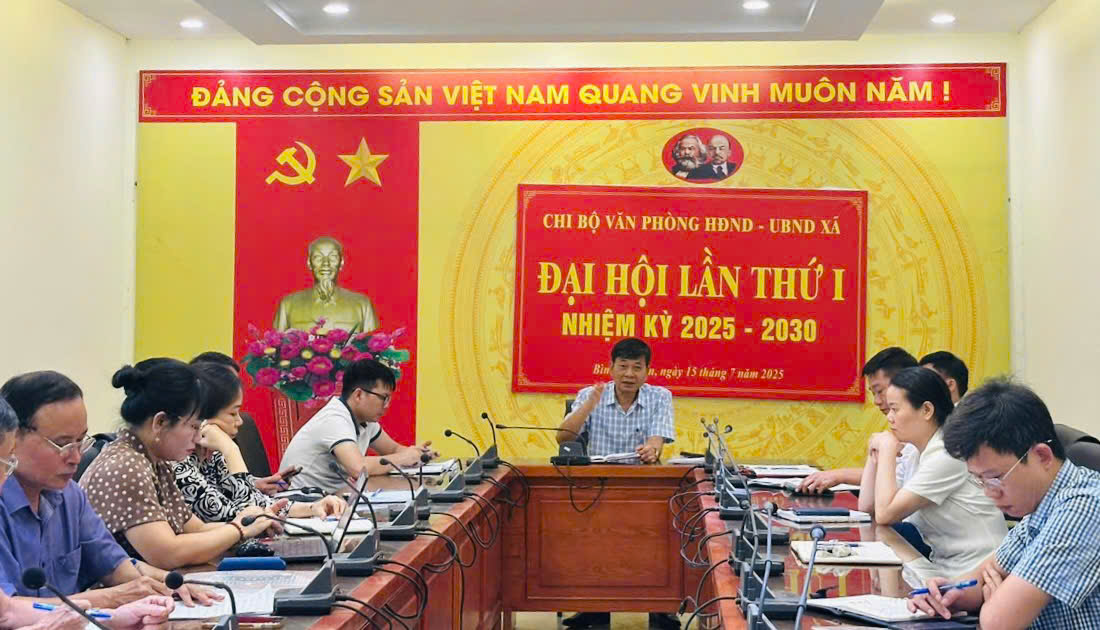 ĐẢNG CỘNG SẢN VIỆT NAM QUANG VINH MUÔN NĂM !
CHI BỘ VĂN PHÒNG HĐND - UBND XÃ
ĐẠI HỘI LẦN THỨ I
NHIỆM KỲ 2025 - 2030
ngày 15 tháng 7 năm 2025